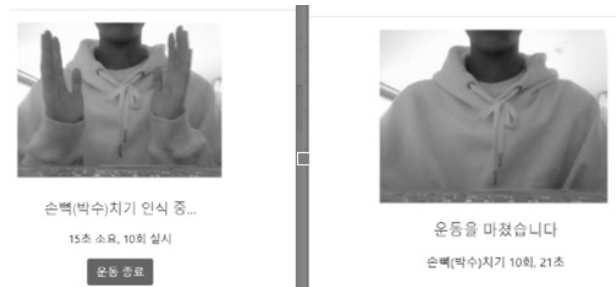 손뼉(박수)치기 인식 중...
15초 소요, 10회 실시
운동 종료
운동을 마쳤습니다
손뼉(박수)치기 10회, 21초